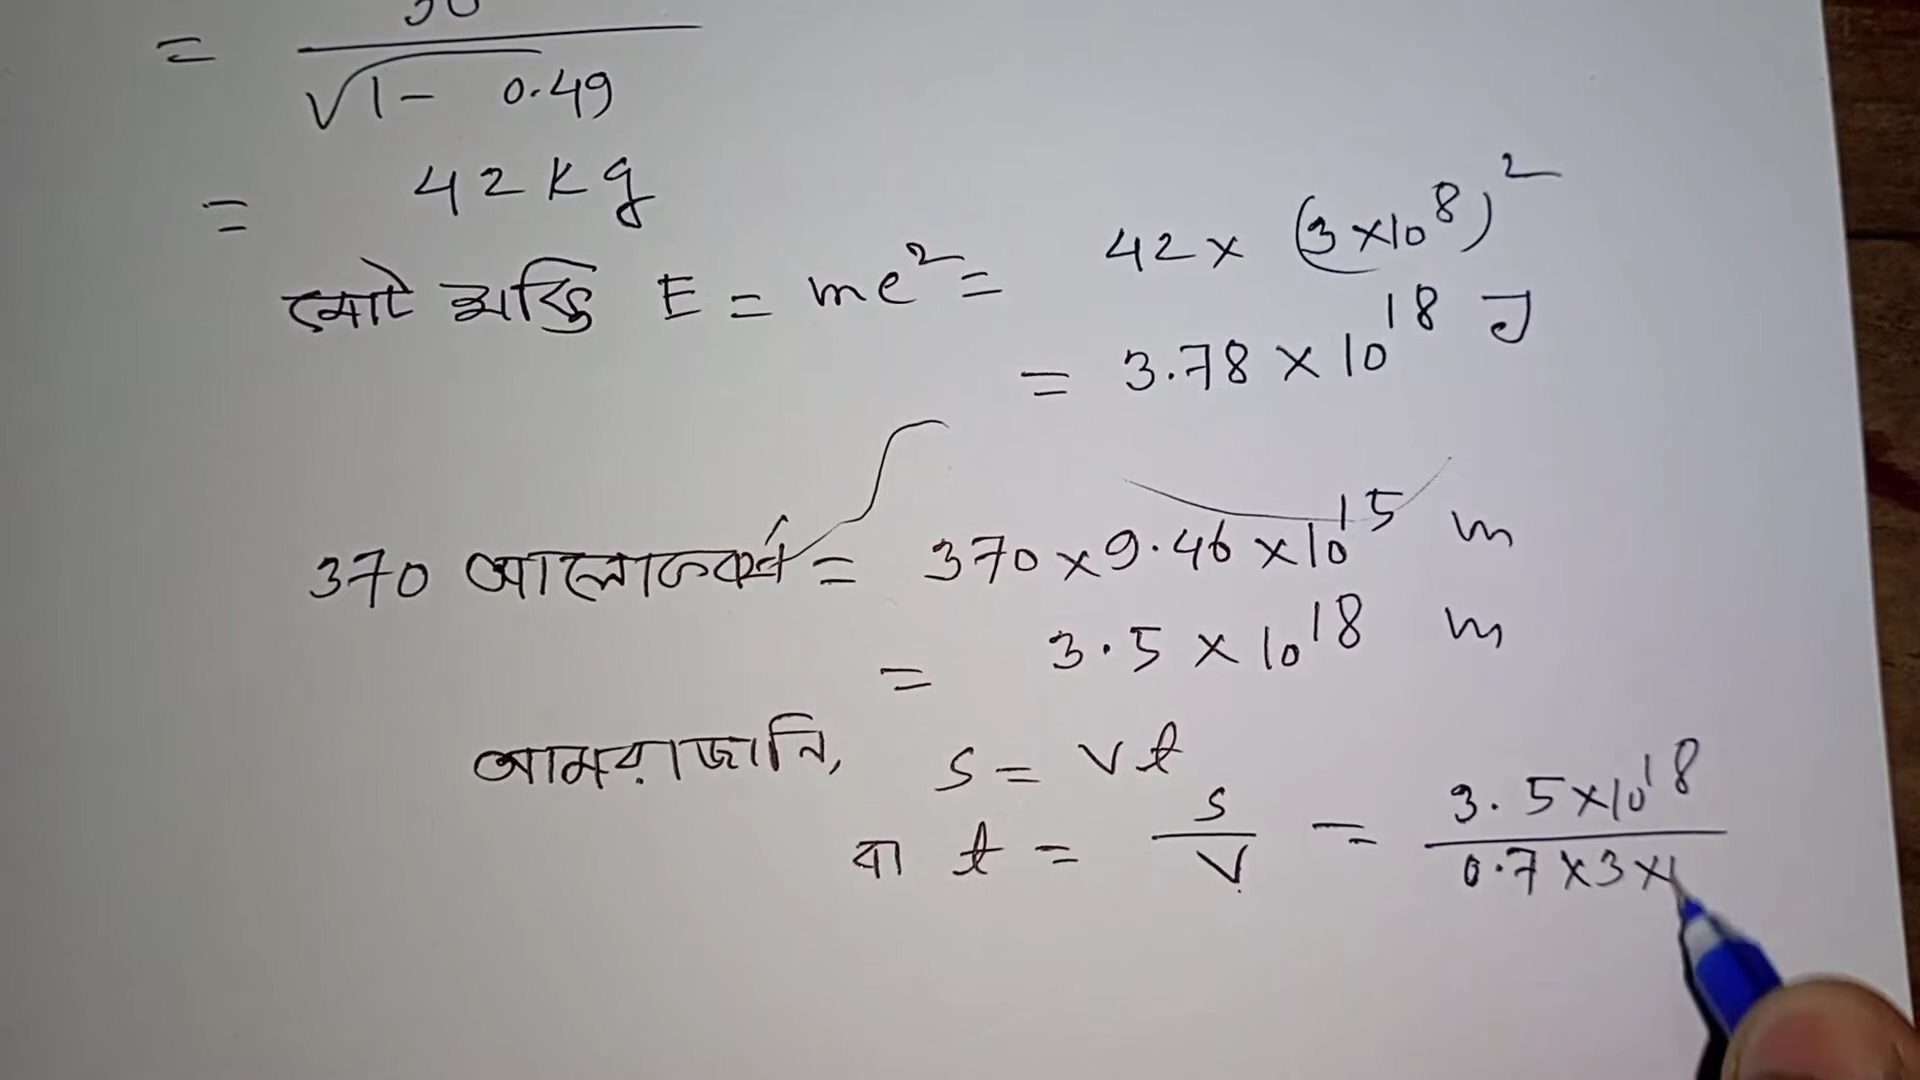 =
√1 - 0.49
= 42 kg
মোট শক্তি E = mc² = 42 × (3×10⁸)²
= 3.78 × 10¹⁸ J
370 আলোকবর্ষ = 370 × 9.46 × 10¹⁵ m
= 3.5 × 10¹⁸ m
আমরা জানি, s = vt
বা t = s/v = 3.5×10¹⁸ / 0.7 × 3 ×